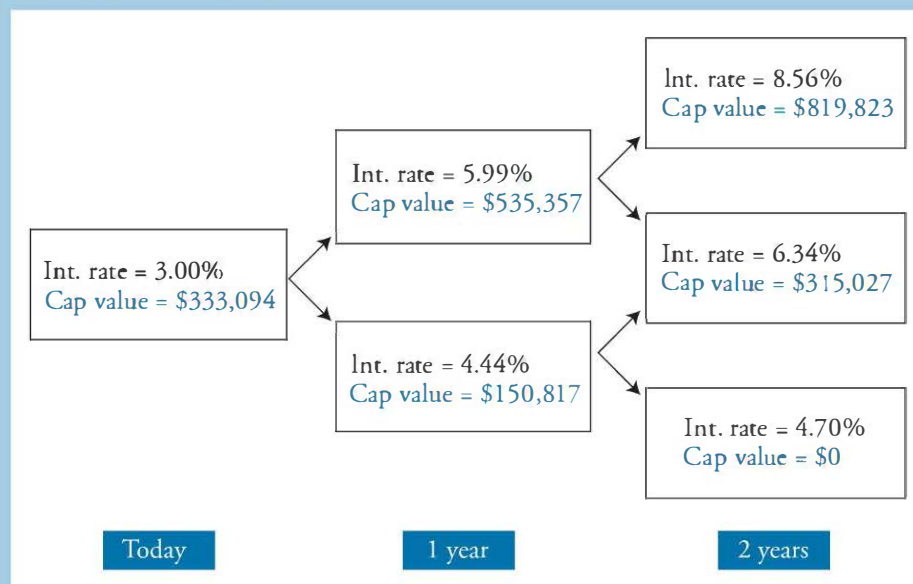 Int. rate = 3.00%
Cap value = $333,094
Int. rate = 5.99%
Cap value = $535,357
Int. rate = 4.44%
Cap value = $150,817
Int. rate = 8.56%
Cap value = $819,823
Int. rate = 6.34%
Cap value = $315,027
Int. rate = 4.70%
Cap value = $0
Today
1 year
2 years